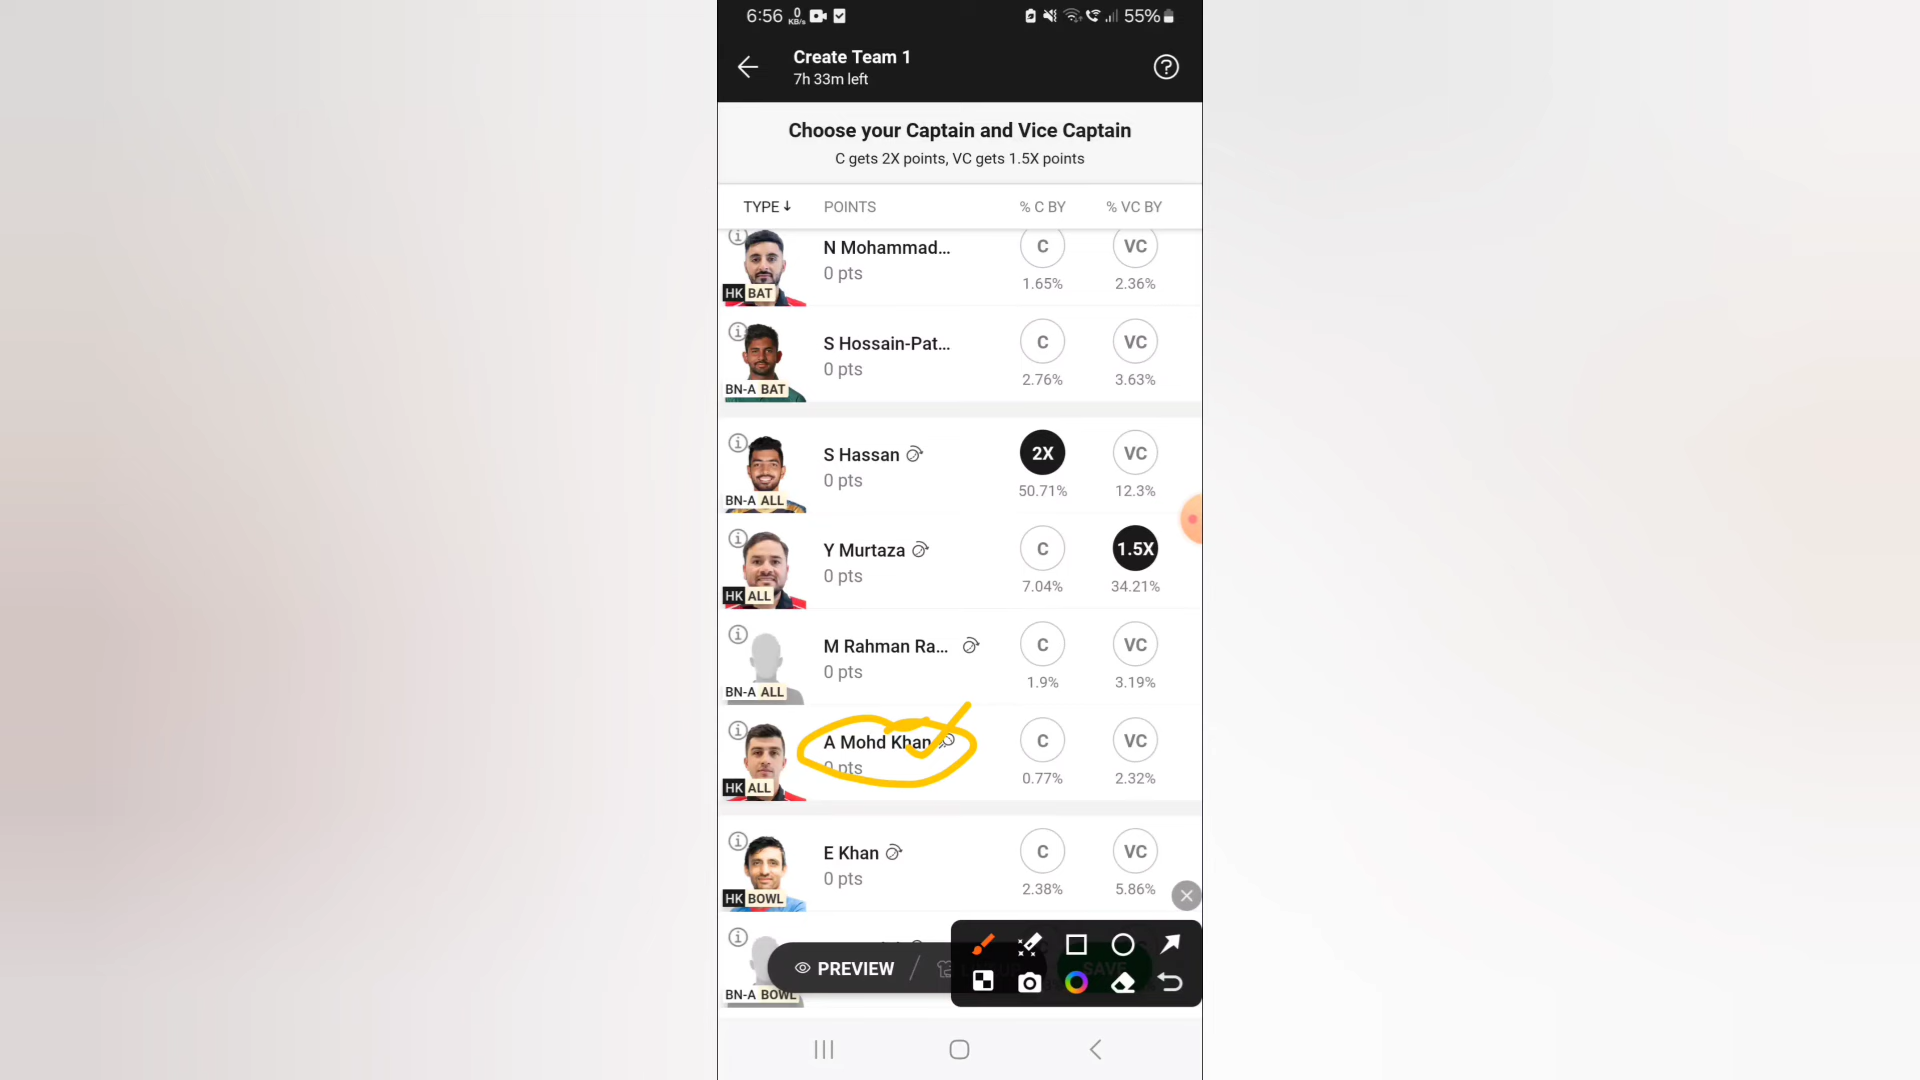 6:56 0 KB/s 55%
Create Team 1
7h 33m left
Choose your Captain and Vice Captain
C gets 2X points, VC gets 1.5X points
TYPE POINTS % C BY % VC BY
N Mohammad... C VC
0 pts
HK BAT 1.65% 2.36%
S Hossain-Pat... C VC
0 pts
BN-A BAT 2.76% 3.63%
S Hassan 2X VC
0 pts
BN-A ALL 50.71% 12.3%
Y Murtaza C 1.5X
0 pts
HK ALL 7.04% 34.21%
M Rahman Ra... C VC
0 pts
BN-A ALL 1.9% 3.19%
A Mohd Khan C VC
0 pts
HK ALL 0.77% 2.32%
E Khan C VC
0 pts
HK BOWL 2.38% 5.86%
PREVIEW SAVE
BN-A BOWL